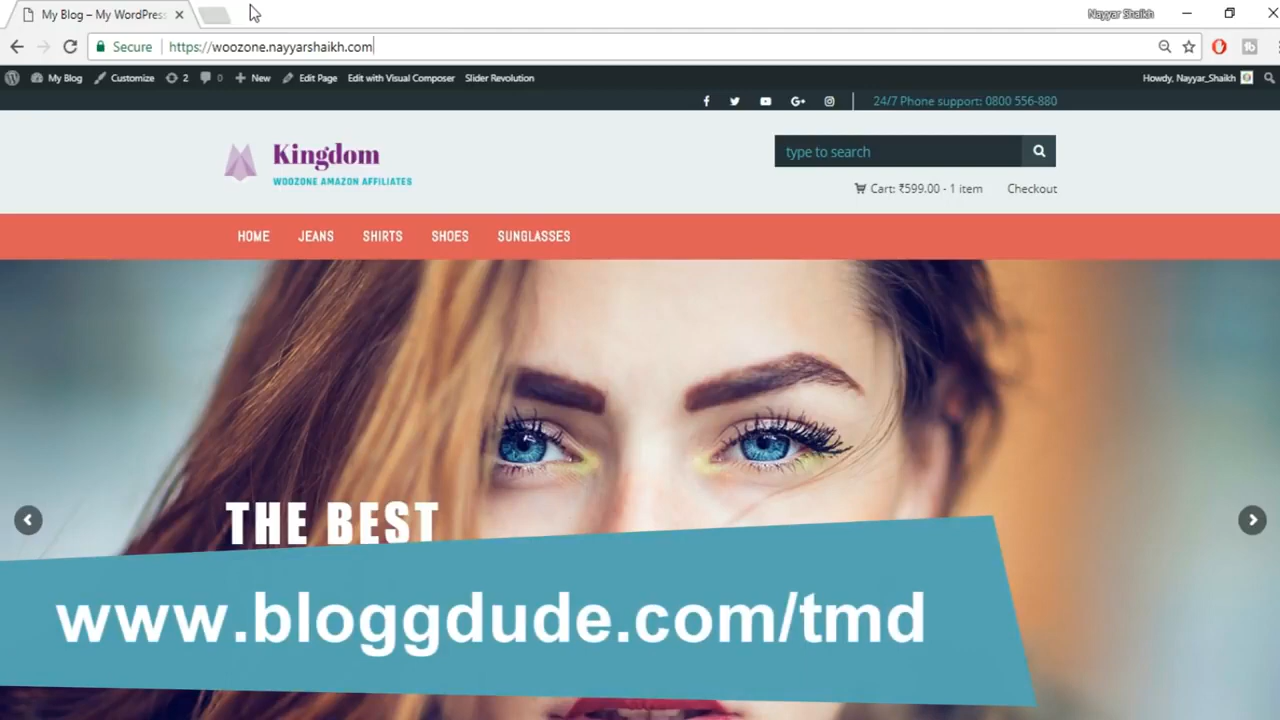 My Blog – My WordPress
Nayyar Shaikh
Secure
https://woozone.nayyarshaikh.com
My Blog
Customize
2
0
New
Edit Page
Edit with Visual Composer
Slider Revolution
Howdy, Nayyar_Shaikh
24/7 Phone support: 0800 556-880
Kingdom
WOOZONE AMAZON AFFILIATES
type to search
Cart: ₹599.00 - 1 item
Checkout
HOME
JEANS
SHIRTS
SHOES
SUNGLASSES
THE BEST
www.bloggdude.com/tmd